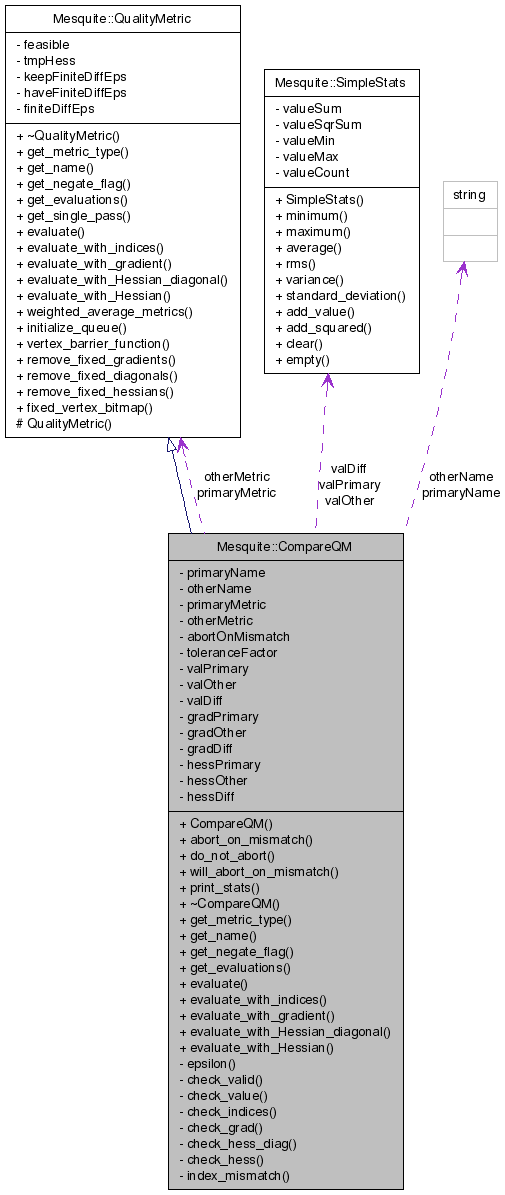 Mesquite::QualityMetric
- feasible
- tmpHess
- keepFiniteDiffEps
- haveFiniteDiffEps
- finiteDiffEps
+ ~QualityMetric()
+ get_metric_type()
+ get_name()
+ get_negate_flag()
+ get_evaluations()
+ get_single_pass()
+ evaluate()
+ evaluate_with_indices()
+ evaluate_with_gradient()
+ evaluate_with_Hessian_diagonal()
+ evaluate_with_Hessian()
+ weighted_average_metrics()
+ initialize_queue()
+ vertex_barrier_function()
+ remove_fixed_gradients()
+ remove_fixed_diagonals()
+ remove_fixed_hessians()
+ fixed_vertex_bitmap()
# QualityMetric()
Mesquite::SimpleStats
- valueSum
- valueSqrSum
- valueMin
- valueMax
- valueCount
+ SimpleStats()
+ minimum()
+ maximum()
+ average()
+ rms()
+ variance()
+ standard_deviation()
+ add_value()
+ add_squared()
+ clear()
+ empty()
string
otherMetric
primaryMetric
valDiff
valPrimary
valOther
otherName
primaryName
Mesquite::CompareQM
- primaryName
- otherName
- primaryMetric
- otherMetric
- abortOnMismatch
- toleranceFactor
- valPrimary
- valOther
- valDiff
- gradPrimary
- gradOther
- gradDiff
- hessPrimary
- hessOther
- hessDiff
+ CompareQM()
+ abort_on_mismatch()
+ do_not_abort()
+ will_abort_on_mismatch()
+ print_stats()
+ ~CompareQM()
+ get_metric_type()
+ get_name()
+ get_negate_flag()
+ get_evaluations()
+ evaluate()
+ evaluate_with_indices()
+ evaluate_with_gradient()
+ evaluate_with_Hessian_diagonal()
+ evaluate_with_Hessian()
- epsilon()
- check_valid()
- check_value()
- check_indices()
- check_grad()
- check_hess_diag()
- check_hess()
- index_mismatch()